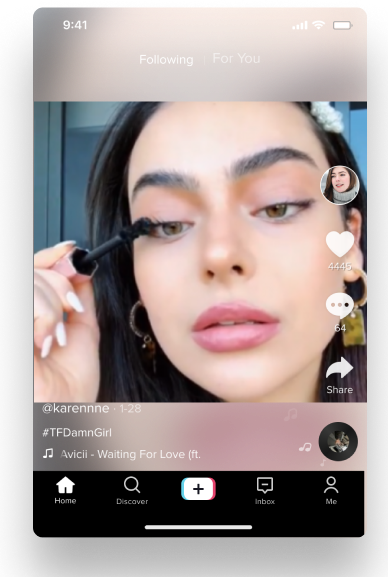 9:41
Following For You
4445
64
Share
@karennne · 1-28
#TFDamnGirl
Avicii - Waiting For Love (ft.
Home
Discover
Inbox
Me